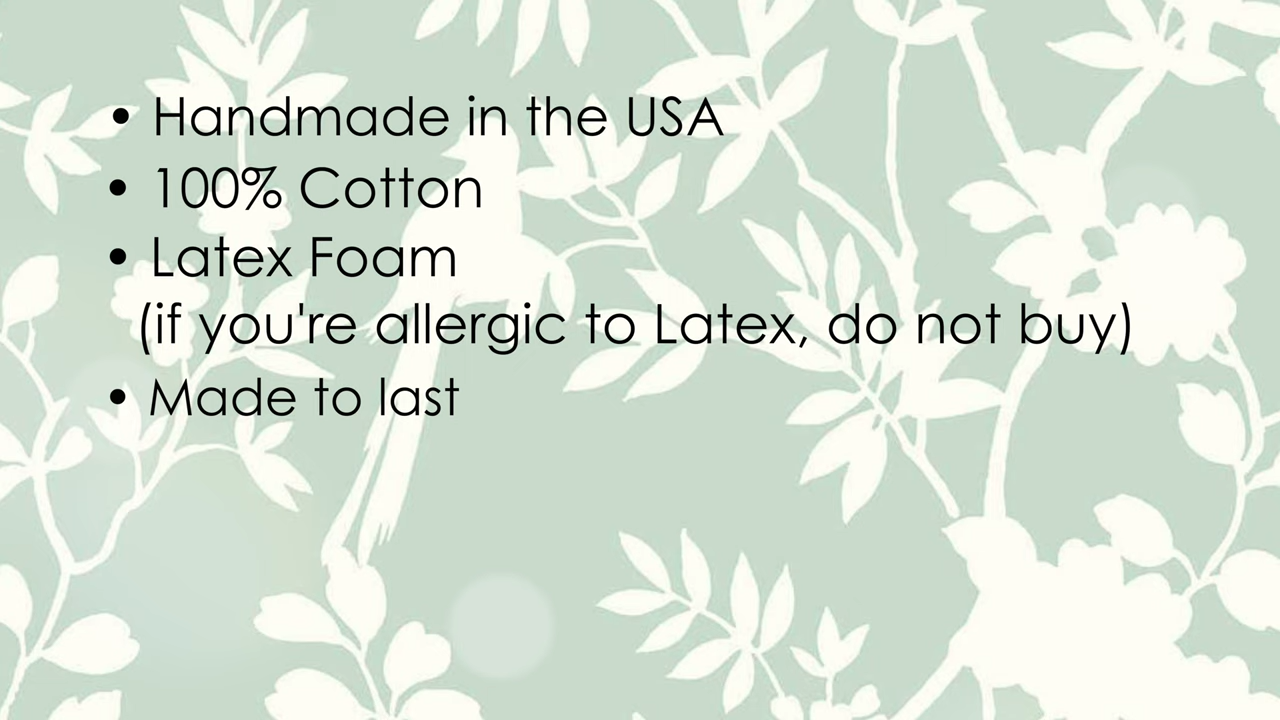 • Handmade in the USA
• 100% Cotton
• Latex Foam
(if you're allergic to Latex, do not buy)
• Made to last